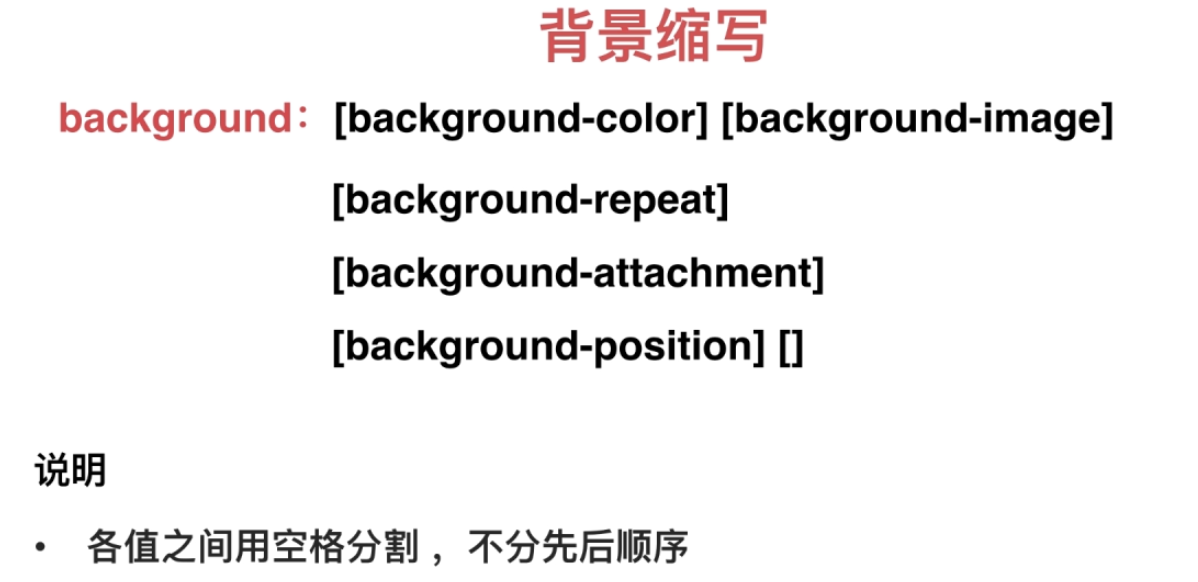 背景缩写
background： [background-color] [background-image]
[background-repeat]
[background-attachment]
[background-position] []
说明
• 各值之间用空格分割 ，不分先后顺序